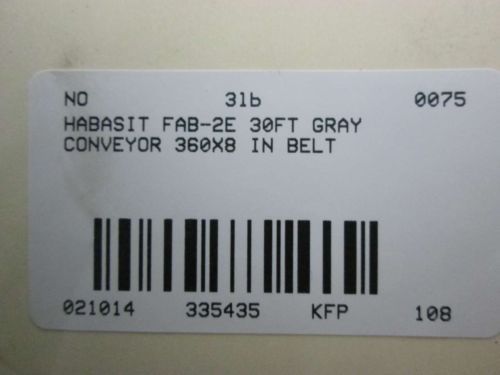 NO 31b 0075
HABASIT FAB-2E 30FT GRAY
CONVEYOR 360X8 IN BELT
021014 335435 KFP 108